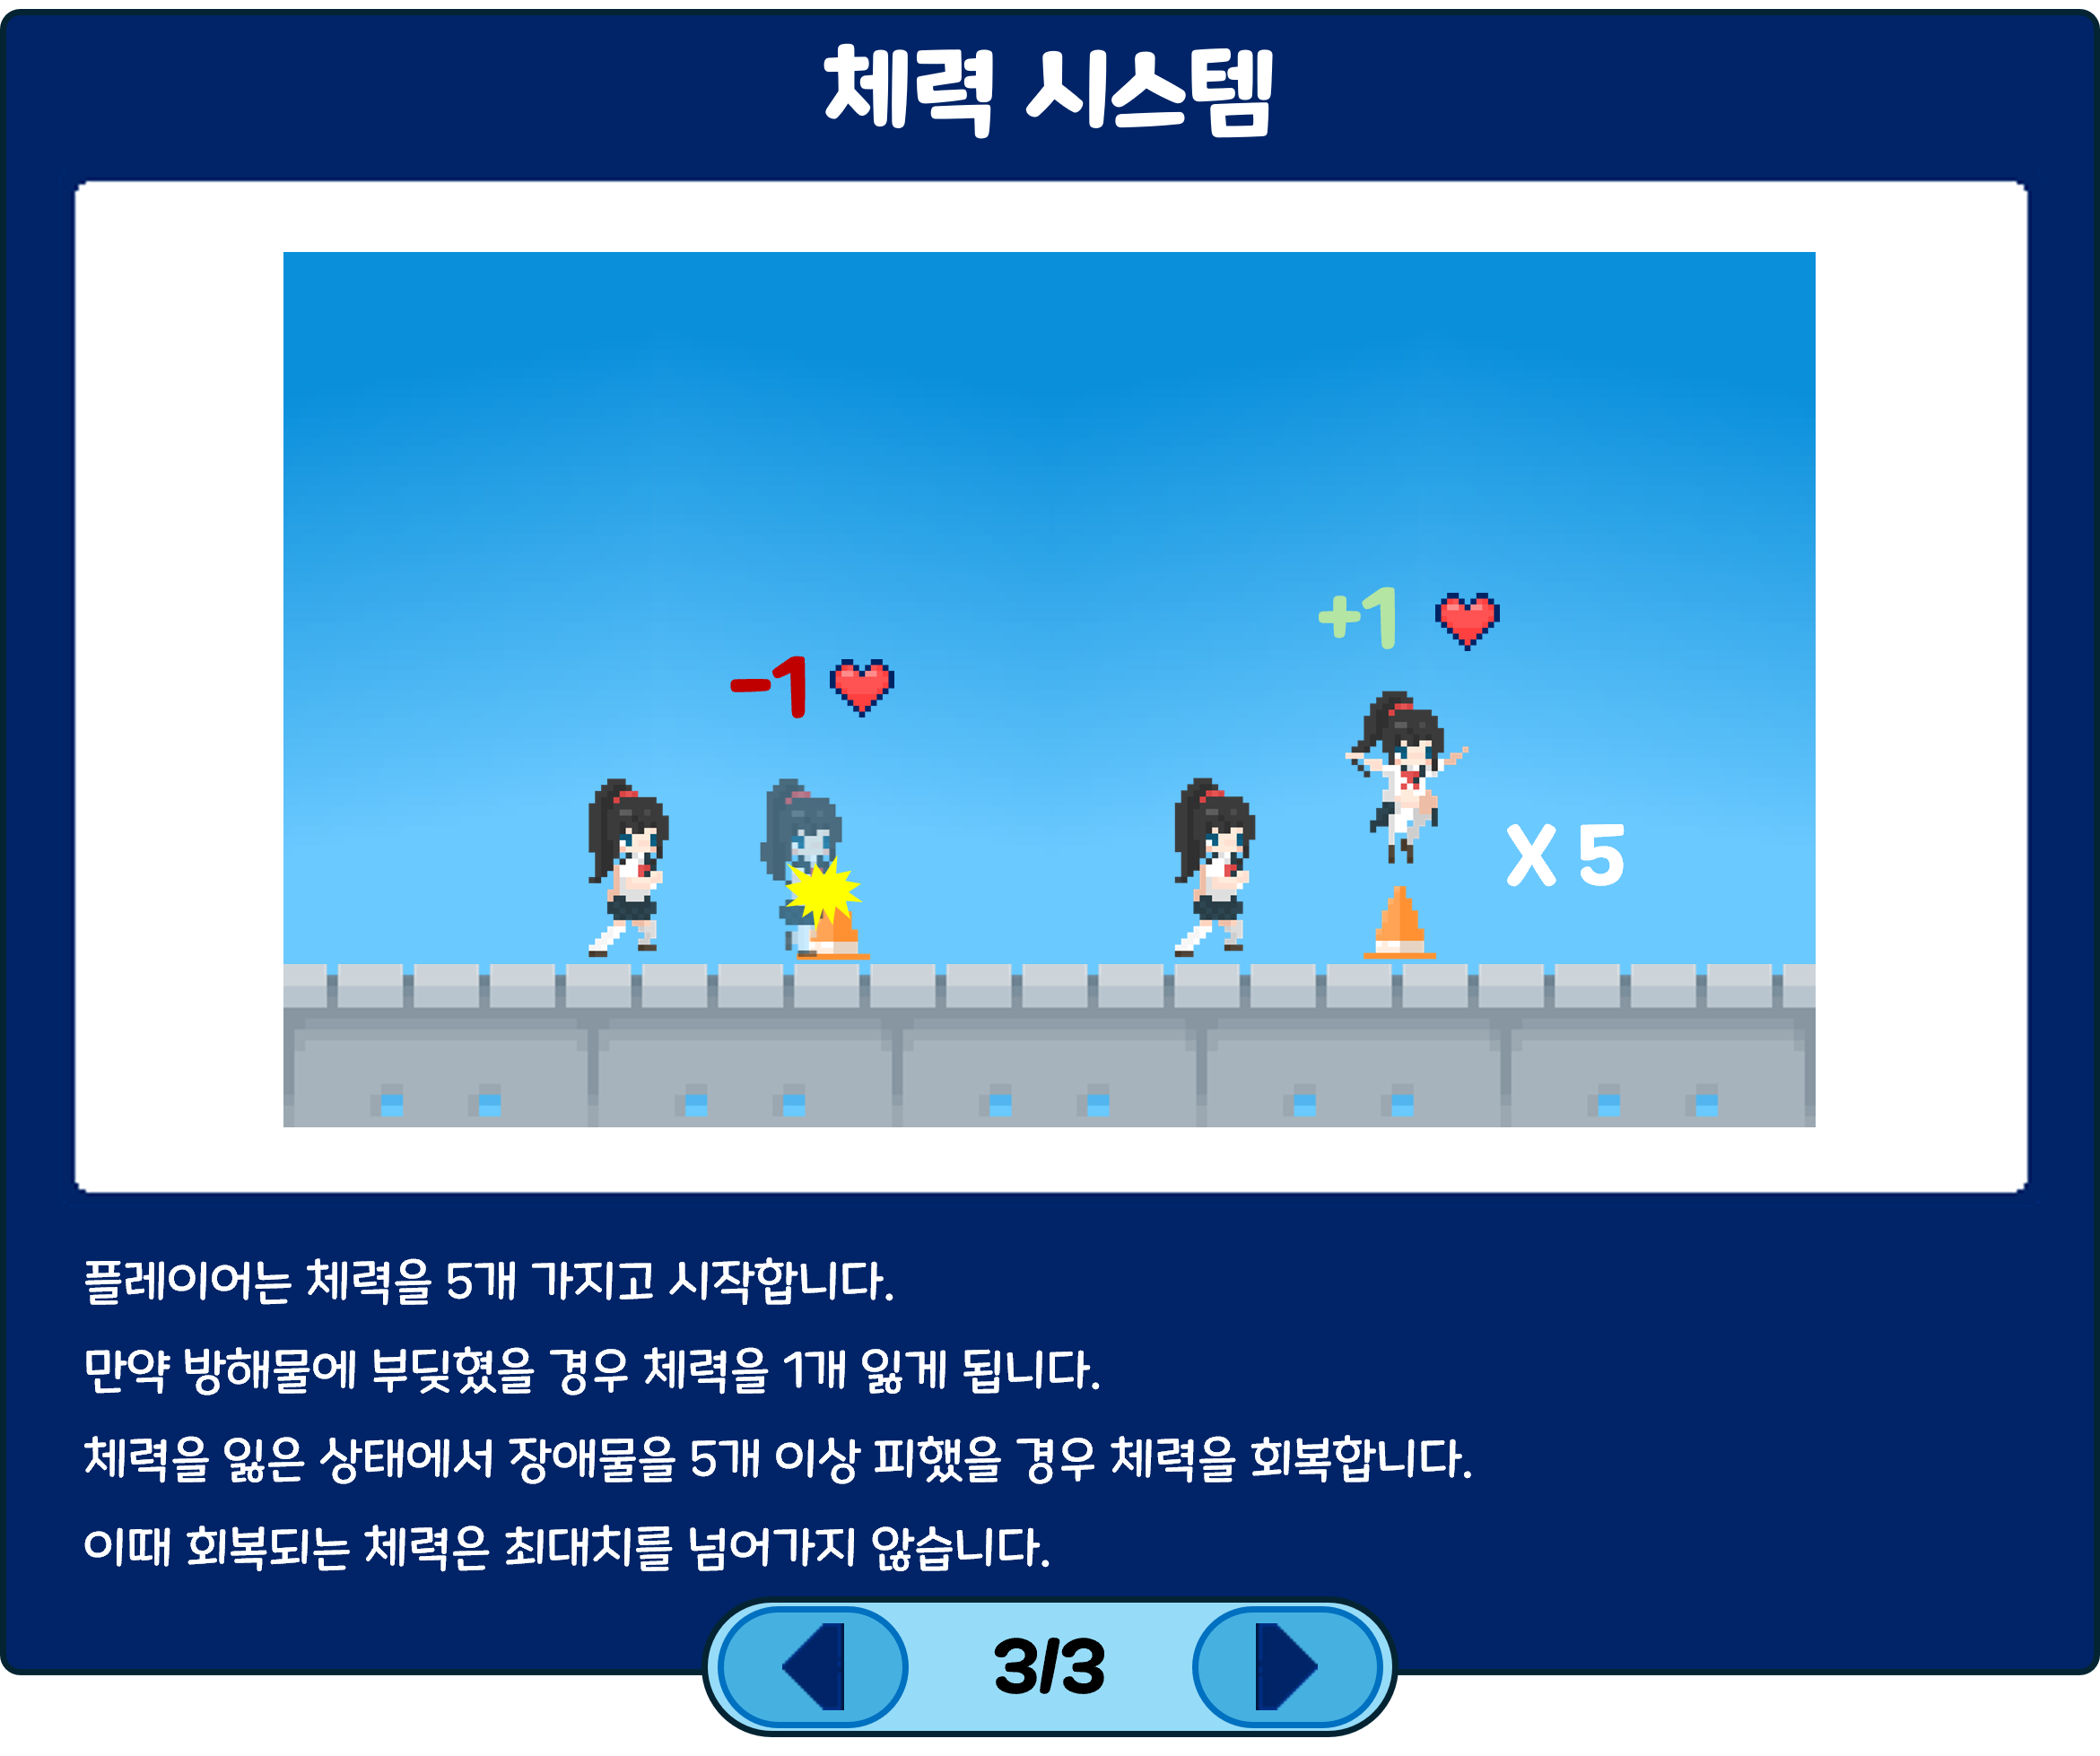 체력 시스템
-1
+1
X 5
플레이어는 체력을 5개 가지고 시작합니다.
만약 방해물에 부딪혔을 경우 체력을 1개 잃게 됩니다.
체력을 잃은 상태에서 장애물을 5개 이상 피했을 경우 체력을 회복합니다.
이때 회복되는 체력은 최대치를 넘어가지 않습니다.
3/3